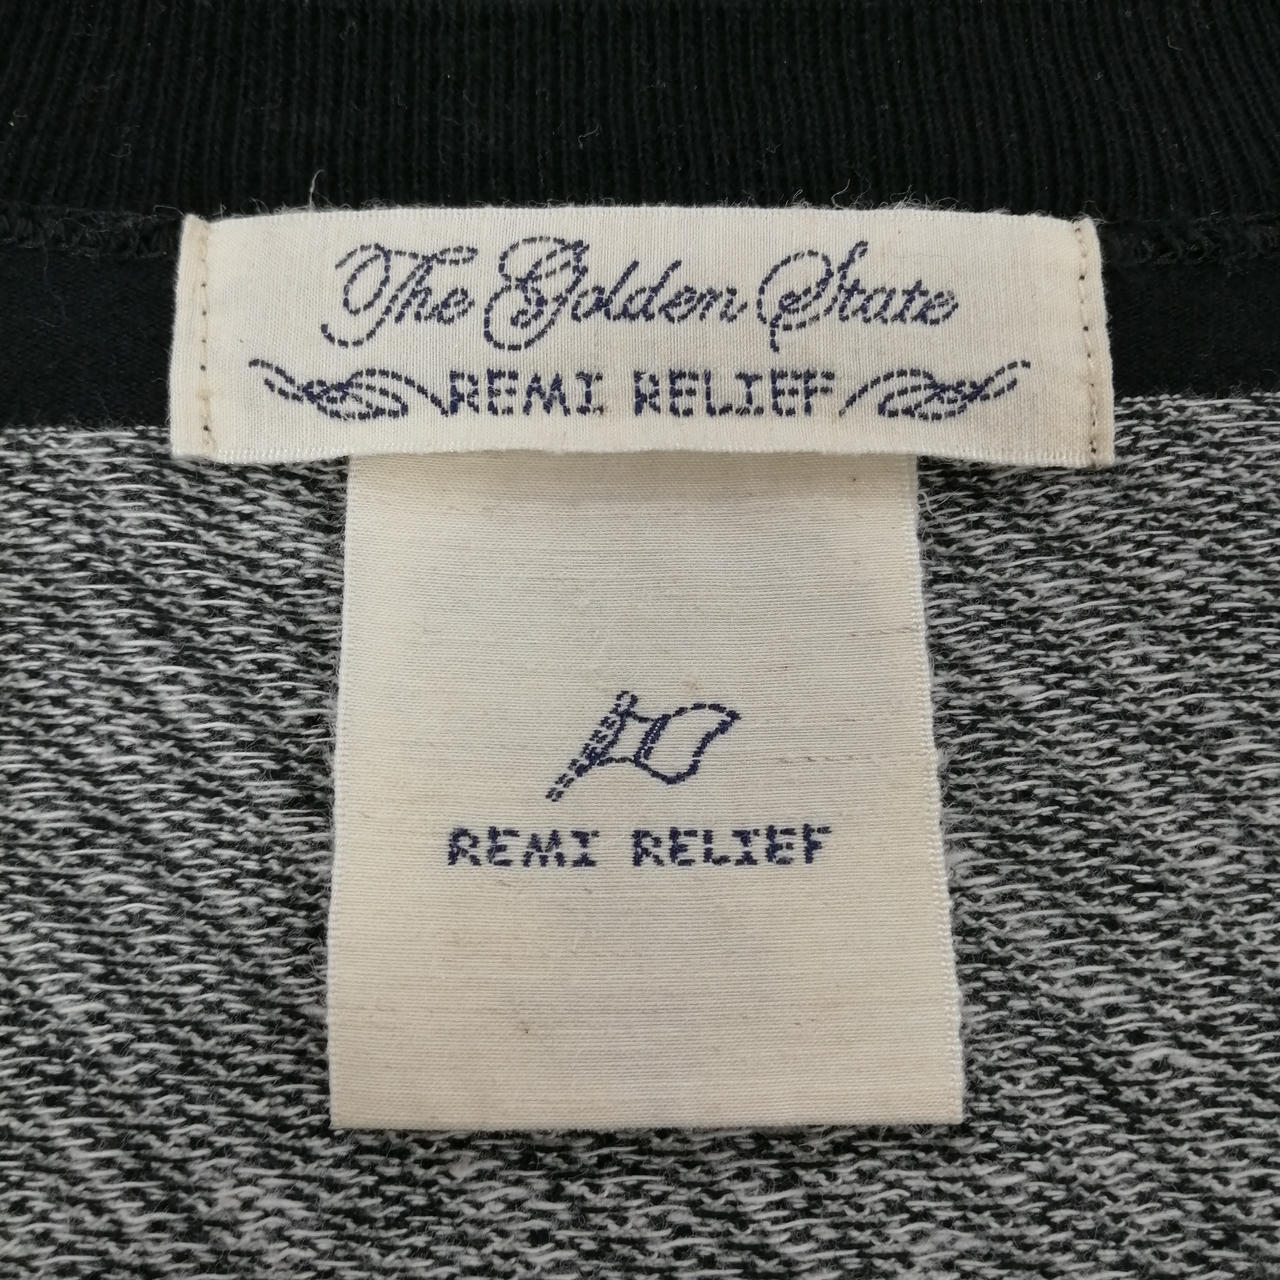 The Golden State
REMI RELIEF
REMI RELIEF